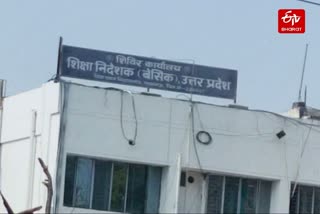 ETV
BHARAT
शिविर कार्यालय
शिक्षा निदेशक (बेसिक), उत्तर प्रदेश